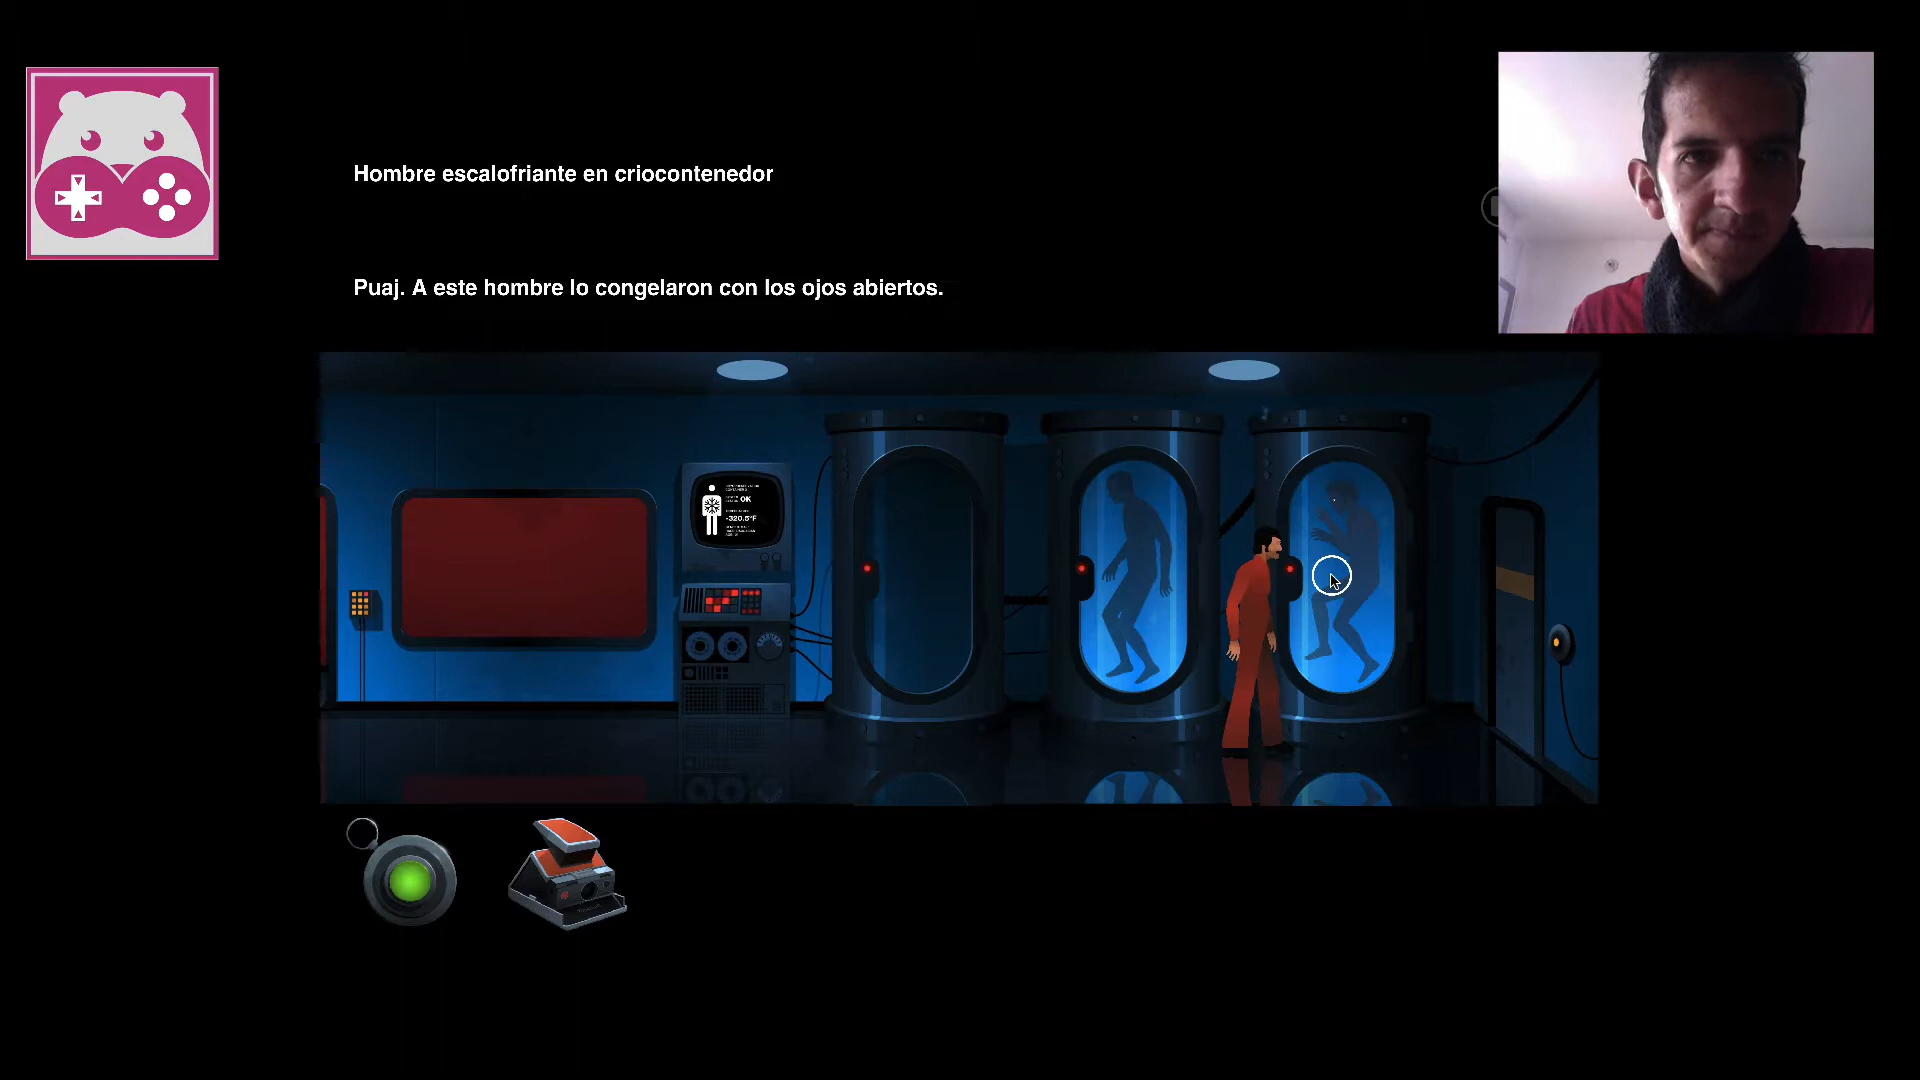 Hombre escalofriante en criocontenedor
Puaj. A este hombre lo congelaron con los ojos abiertos.
OK
-320.5°F